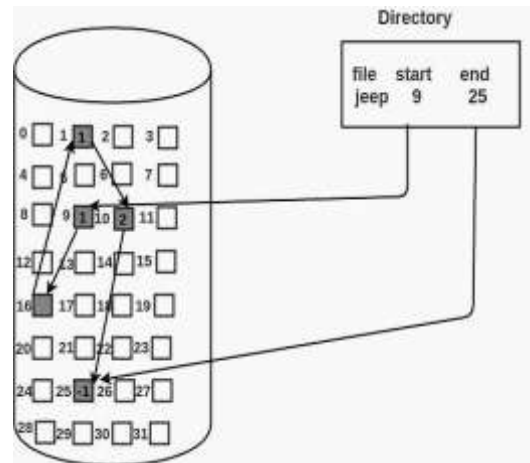 Directory
file start end
jeep 9 25
0 1 1 2 3
4 5 6 7
8 9 1 10 2 11
12 13 14 15
16 17 18 19
20 21 22 23
24 25 -1 26 27
28 29 30 31